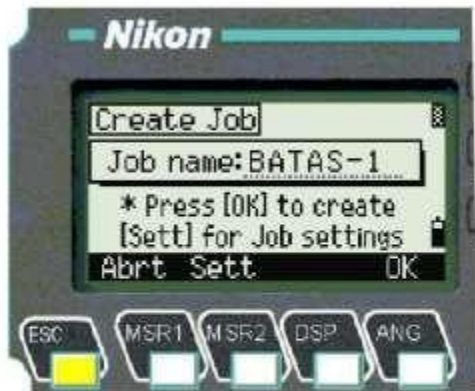 Nikon
Create Job
Job name:BATAS-1
* Press [OK] to create
[Sett] for Job settings
Abrt Sett OK
ESC MSR1 MSR2 DSP ANG